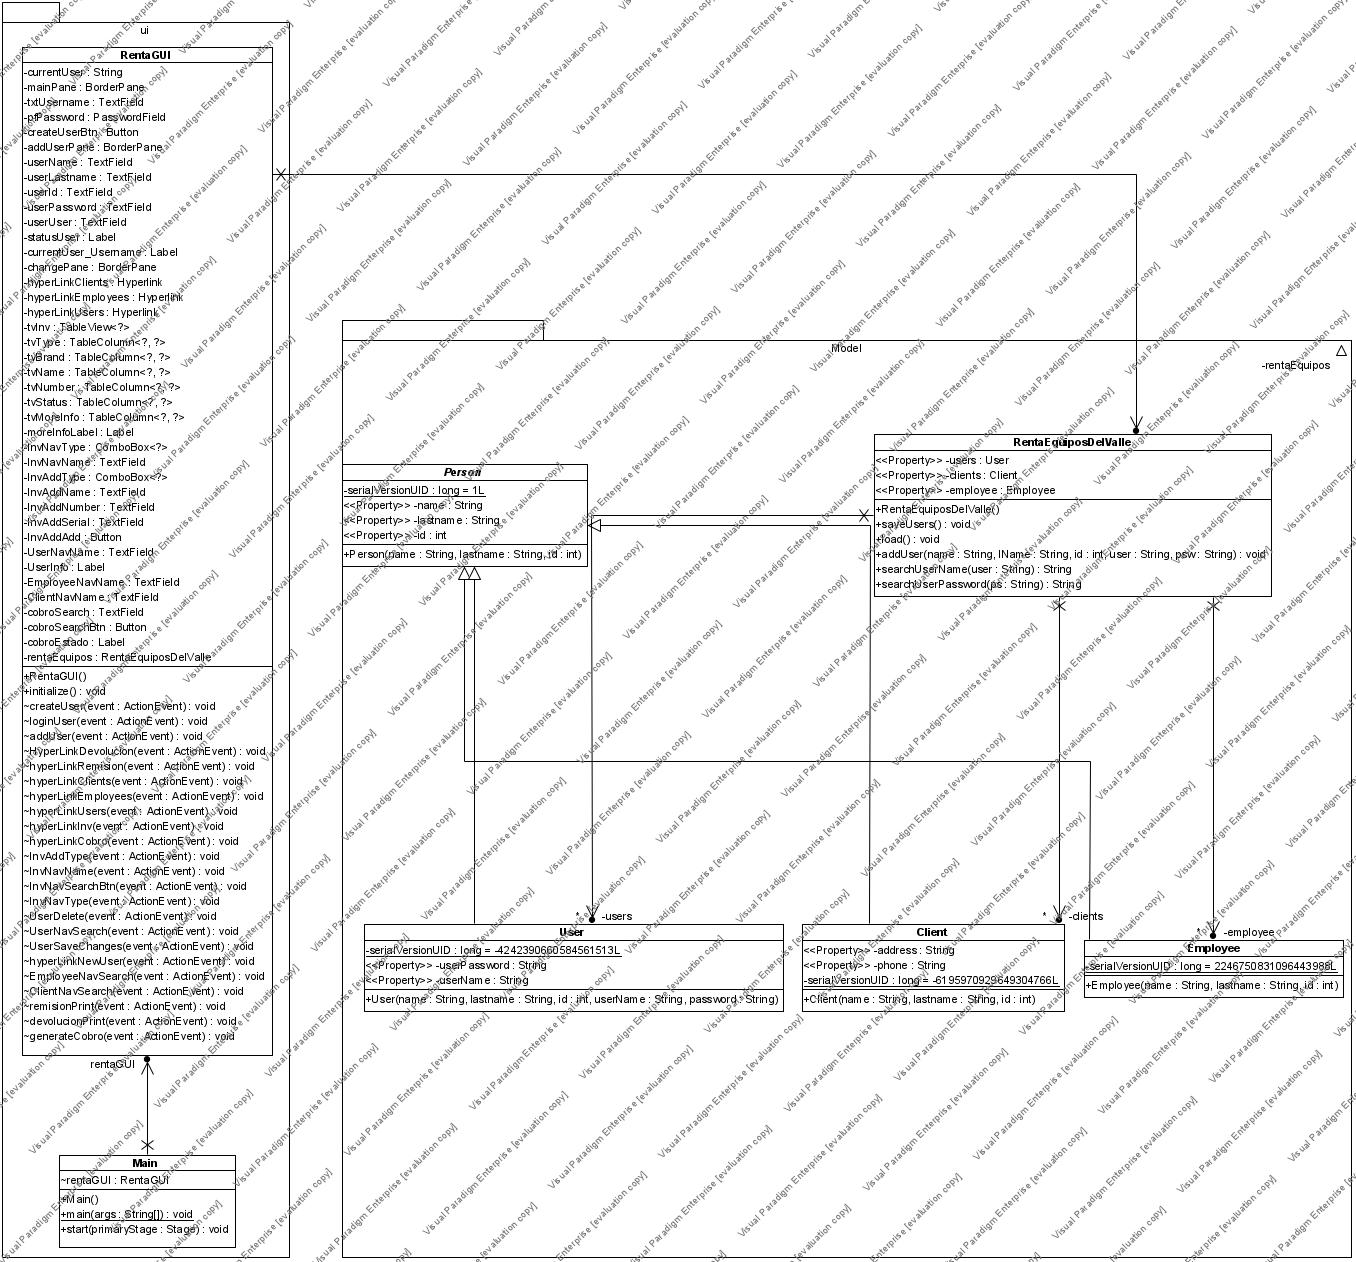 ui
RentaGUI
-currentUser : String
-mainPane : BorderPane
-txtUsername : TextField
-pfPassword : PasswordField
-createUserBtn : Button
-addUserPane : BorderPane
-userName : TextField
-userLastname : TextField
-userId : TextField
-userPassword : TextField
-userUser : TextField
-statusUser : Label
-currentUser_Username : Label
-changePane : BorderPane
-hyperLinkClients : Hyperlink
-hyperLinkEmployees : Hyperlink
-hyperLinkUsers : Hyperlink
-tvInv : TableView<?>
-tvType : TableColumn<?, ?>
-tvBrand : TableColumn<?, ?>
-tvName : TableColumn<?, ?>
-tvNumber : TableColumn<?, ?>
-tvStatus : TableColumn<?, ?>
-tvMoreInfo : TableColumn<?, ?>
-moreInfoLabel : Label
-InvNavType : ComboBox<?>
-InvNavName : TextField
-InvAddType : ComboBox<?>
-InvAddName : TextField
-InvAddNumber : TextField
-InvAddSerial : TextField
-InvAddAdd : Button
-UserNavName : TextField
-UserInfo : Label
-EmployeeNavName : TextField
-ClientNavName : TextField
-cobroSearch : TextField
-cobroSearchBtn : Button
-cobroEstado : Label
-rentaEquipos : RentaEquiposDelValle
+RentaGUI()
+initialize() : void
~createUser(event : ActionEvent) : void
~loginUser(event : ActionEvent) : void
~addUser(event : ActionEvent) : void
~HyperLinkDevolucion(event : ActionEvent) : void
~hyperLinkRemision(event : ActionEvent) : void
~hyperLinkClients(event : ActionEvent) : void
~hyperLinkEmployees(event : ActionEvent) : void
~hyperLinkUsers(event : ActionEvent) : void
~hyperLinkInv(event : ActionEvent) : void
~hyperLinkCobro(event : ActionEvent) : void
~InvAddType(event : ActionEvent) : void
~InvNavName(event : ActionEvent) : void
~InvNavSearchBtn(event : ActionEvent) : void
~InvNavType(event : ActionEvent) : void
~UserDelete(event : ActionEvent) : void
~UserNavSearch(event : ActionEvent) : void
~UserSaveChanges(event : ActionEvent) : void
~hyperLinkNewUser(event : ActionEvent) : void
~EmployeeNavSearch(event : ActionEvent) : void
~ClientNavSearch(event : ActionEvent) : void
~remisionPrint(event : ActionEvent) : void
~devolucionPrint(event : ActionEvent) : void
~generateCobro(event : ActionEvent) : void
rentaGUI
Main
~rentaGUI : RentaGUI
+Main()
+main(args : String[]) : void
+start(primaryStage : Stage) : void
Model
-rentaEquipos
RentaEquiposDelValle
<<Property>> -users : User
<<Property>> -clients : Client
<<Property>> -employee : Employee
+RentaEquiposDelValle()
+saveUsers() : void
+load() : void
+addUser(name : String, lName : String, id : int, user : String, psw : String) : void
+searchUserName(user : String) : String
+searchUserPassword(ps : String) : String
Person
-serialVersionUID : long = 1L
<<Property>> -name : String
<<Property>> -lastname : String
<<Property>> -id : int
+Person(name : String, lastname : String, id : int)
* -users
* -clients
* -employee
User
-serialVersionUID : long = -4242390660584561513L
<<Property>> -userPassword : String
<<Property>> -userName : String
+User(name : String, lastname : String, id : int, userName : String, password : String)
Client
<<Property>> -address : String
<<Property>> -phone : String
-serialVersionUID : long = -6195970929649304766L
+Client(name : String, lastname : String, id : int)
Employee
-serialVersionUID : long = 2246750831096443986L
+Employee(name : String, lastname : String, id : int)
Visual Paradigm Enterprise [evaluation copy]